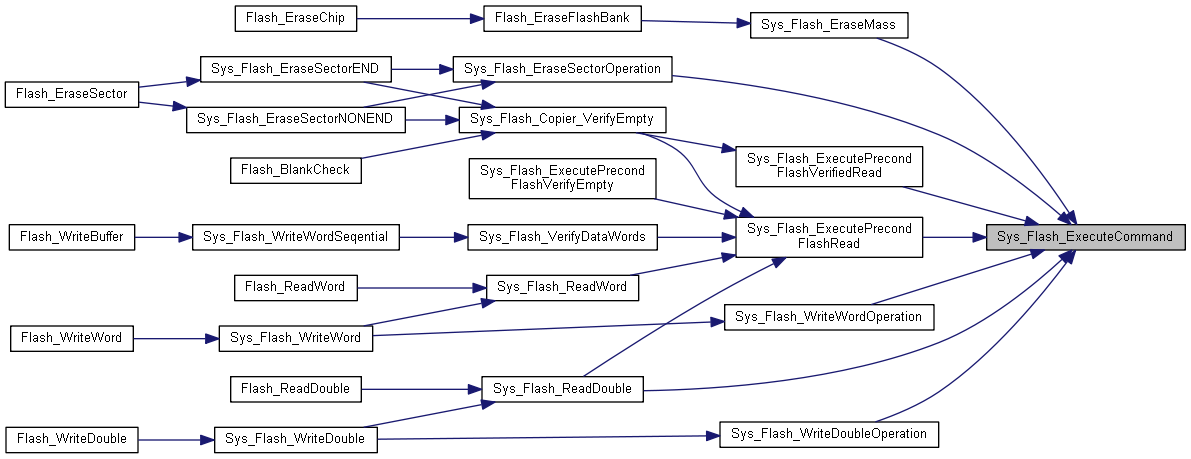 Flash_EraseChip
Flash_EraseFlashBank
Sys_Flash_EraseMass
Sys_Flash_EraseSectorEND
Sys_Flash_EraseSectorOperation
Flash_EraseSector
Sys_Flash_EraseSectorNONEND
Sys_Flash_Copier_VerifyEmpty
Flash_BlankCheck
Sys_Flash_ExecutePrecond
FlashVerifyEmpty
Sys_Flash_ExecutePrecond
FlashVerifiedRead
Flash_WriteBuffer
Sys_Flash_WriteWordSeqential
Sys_Flash_VerifyDataWords
Sys_Flash_ExecutePrecond
FlashRead
Sys_Flash_ExecuteCommand
Flash_ReadWord
Sys_Flash_ReadWord
Sys_Flash_WriteWordOperation
Flash_WriteWord
Sys_Flash_WriteWord
Flash_ReadDouble
Sys_Flash_ReadDouble
Flash_WriteDouble
Sys_Flash_WriteDouble
Sys_Flash_WriteDoubleOperation